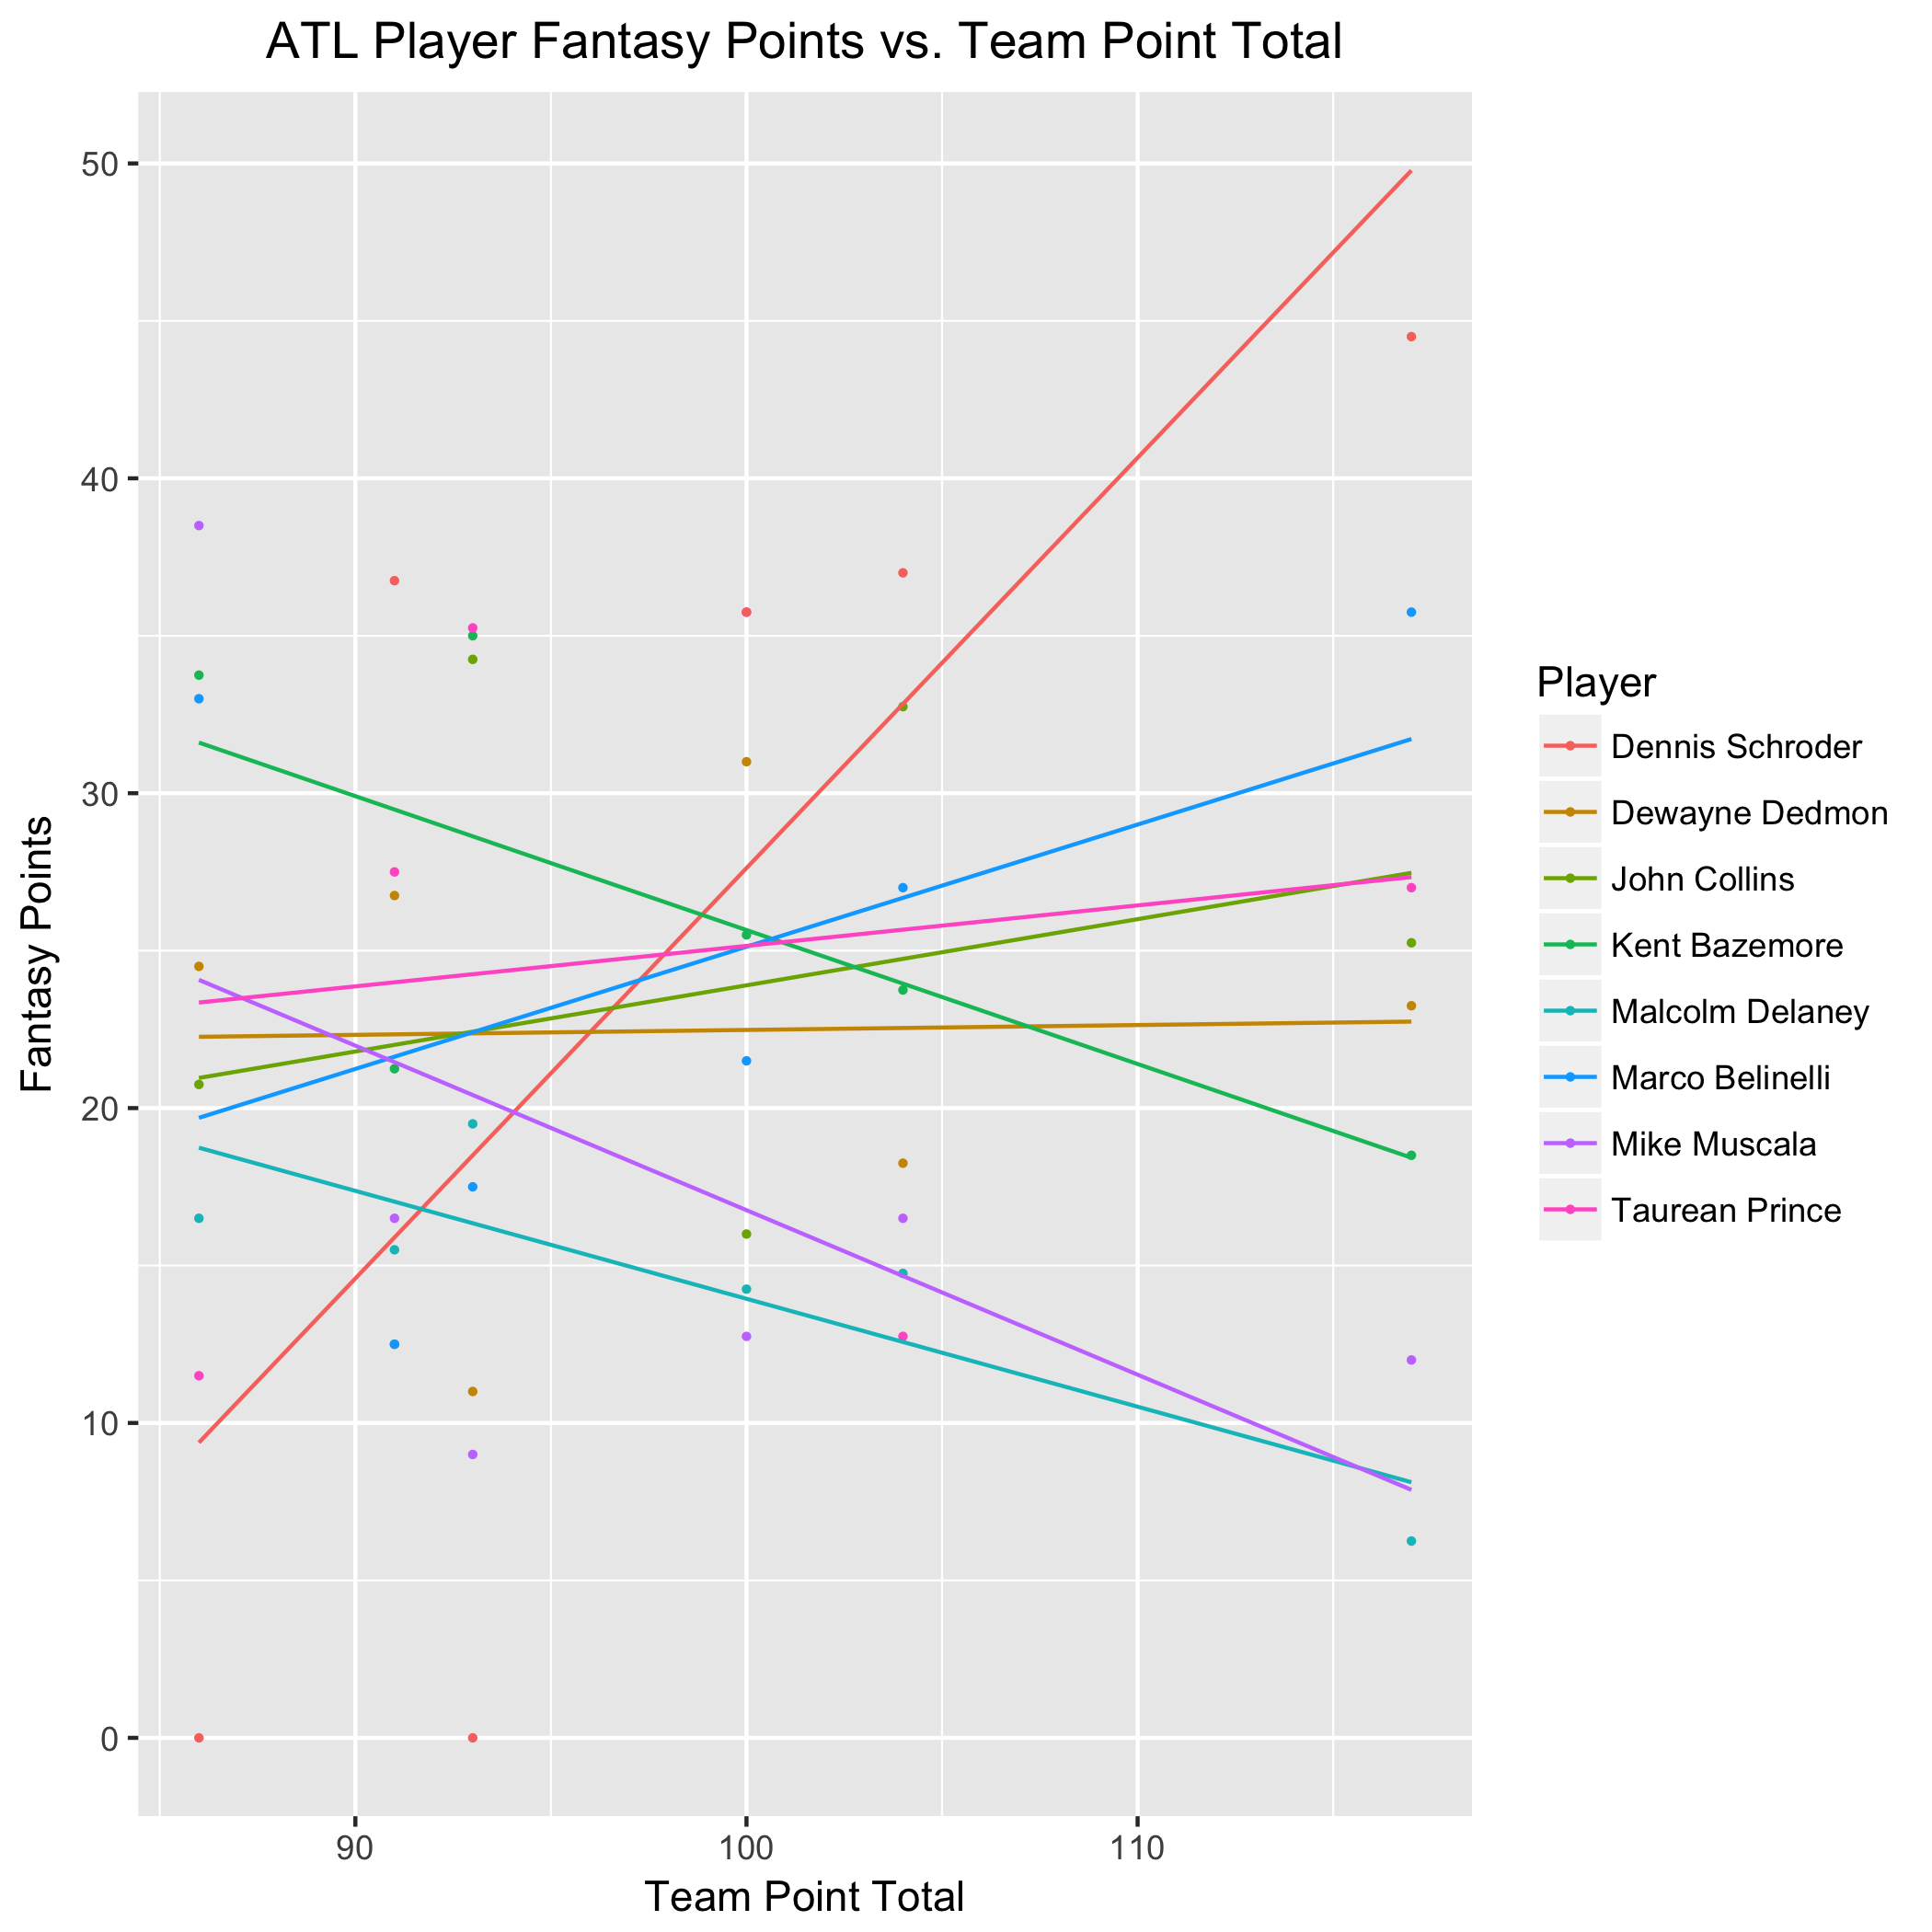 ATL Player Fantasy Points vs. Team Point Total
50
40
30
20
10
0
Fantasy Points
90 100 110
Team Point Total
Player
Dennis Schroder
Dewayne Dedmon
John Collins
Kent Bazemore
Malcolm Delaney
Marco Belinelli
Mike Muscala
Taurean Prince